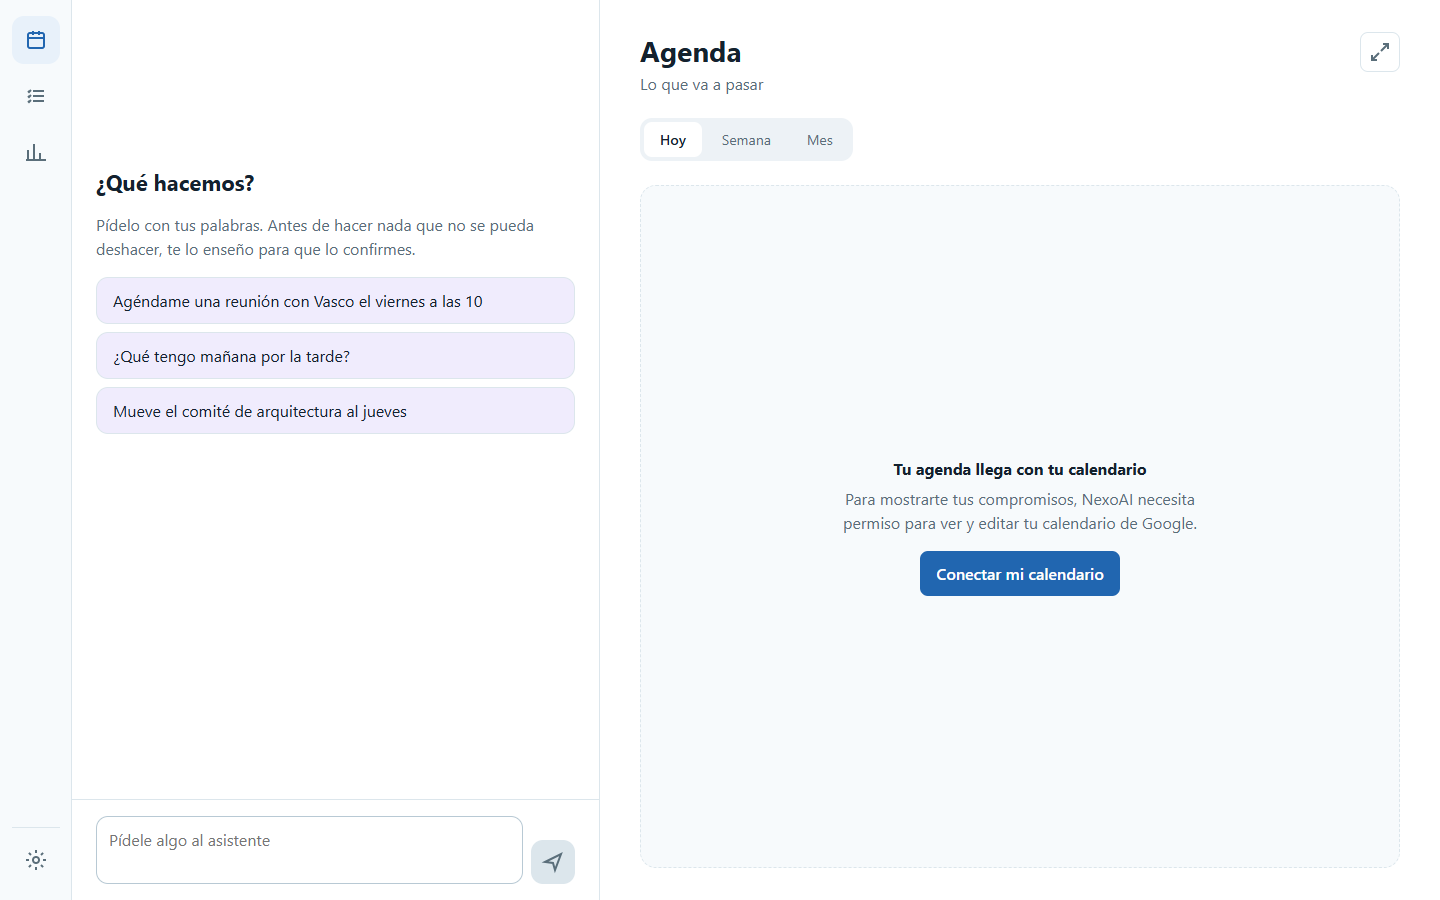 ¿Qué hacemos?
Pídelo con tus palabras. Antes de hacer nada que no se pueda
deshacer, te lo enseño para que lo confirmes.
Agéndame una reunión con Vasco el viernes a las 10
¿Qué tengo mañana por la tarde?
Mueve el comité de arquitectura al jueves
Pídele algo al asistente
Agenda
Lo que va a pasar
Hoy
Semana
Mes
Tu agenda llega con tu calendario
Para mostrarte tus compromisos, NexoAI necesita
permiso para ver y editar tu calendario de Google.
Conectar mi calendario